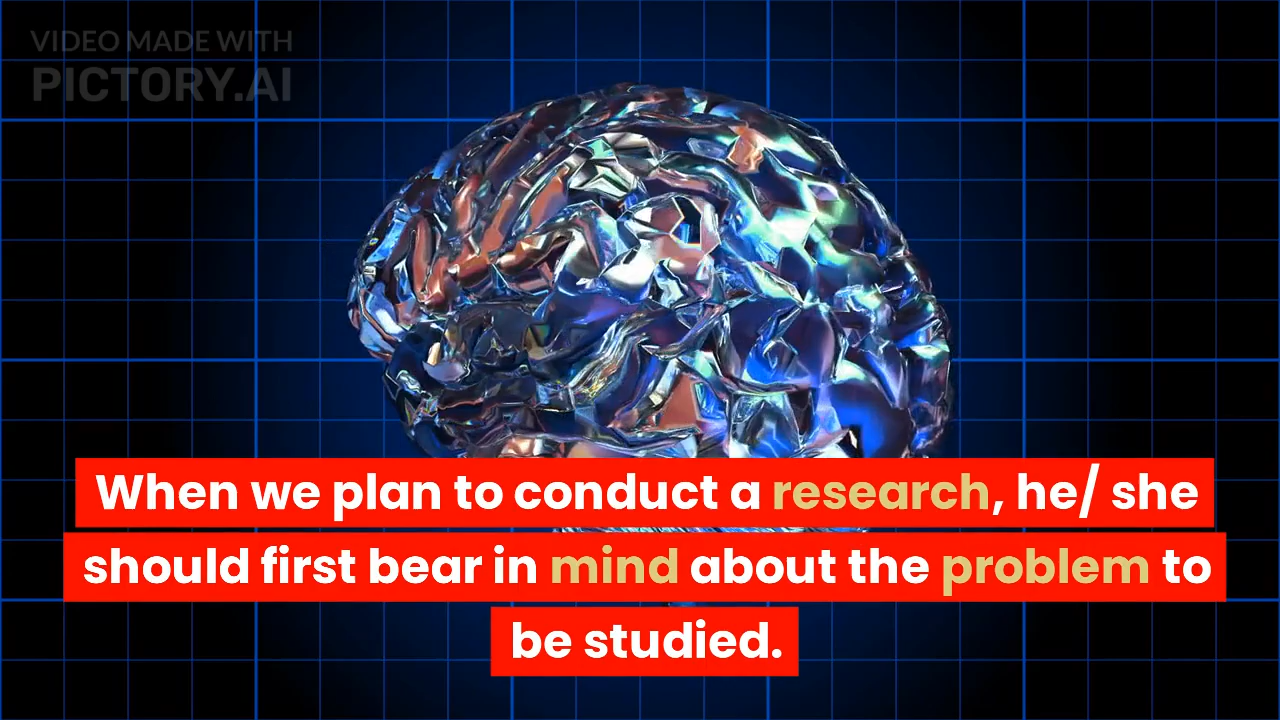 VIDEO MADE WITH
PICTORY.AI
When we plan to conduct a research, he/ she
should first bear in mind about the problem to
be studied.